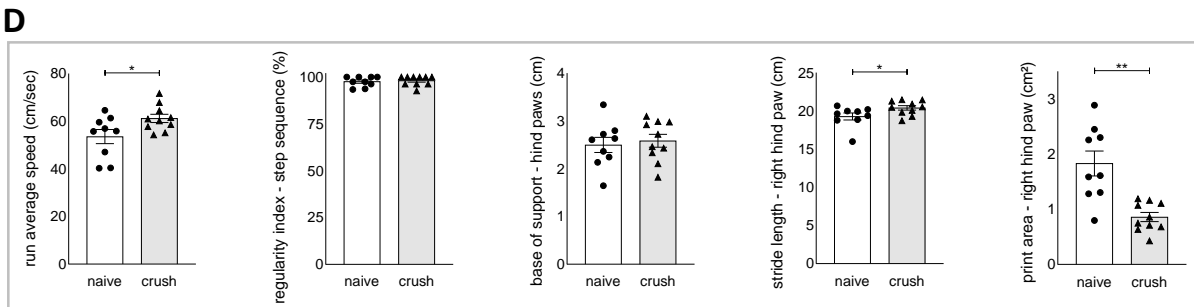 D
run average speed (cm/sec)
80
60
40
20
0
*
naive crush
regularity index - step sequence (%)
100
75
50
25
0
naive crush
base of support - hind paws (cm)
4
3
2
1
0
naive crush
stride length - right hind paw (cm)
25
20
15
10
5
0
*
naive crush
print area - right hind paw (cm²)
3
2
1
0
**
naive crush